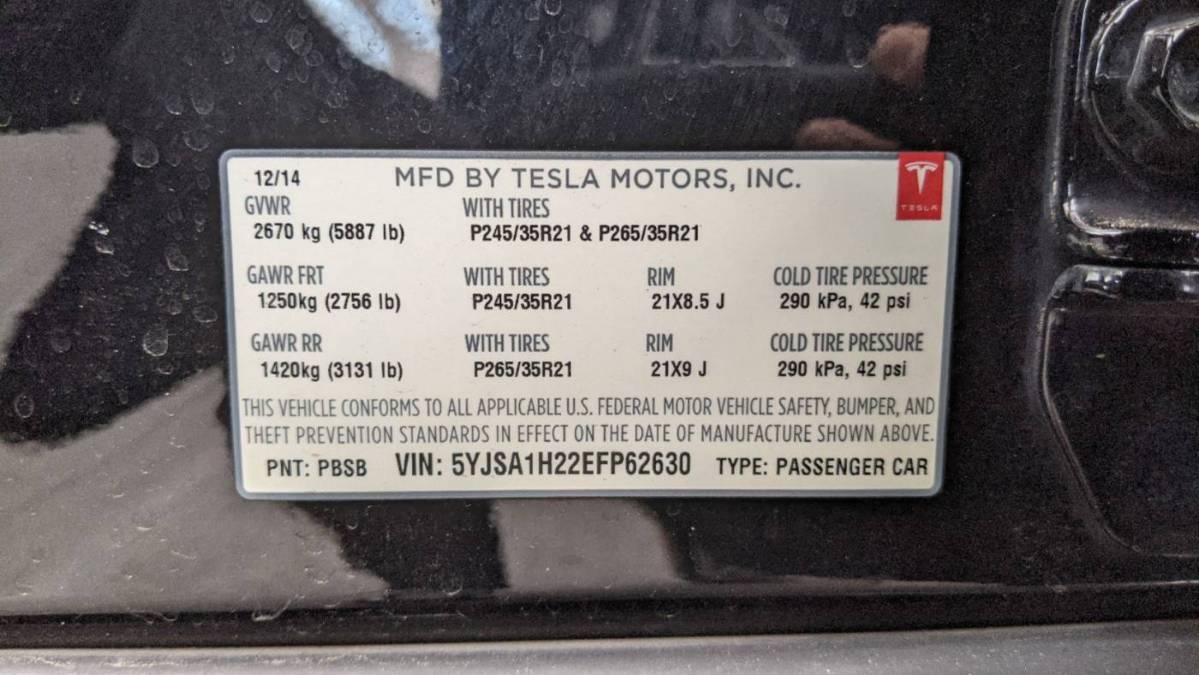 12/14 MFD BY TESLA MOTORS, INC.
TESLA
GVWR WITH TIRES
2670 kg (5887 lb) P245/35R21 & P265/35R21
GAWR FRT WITH TIRES RIM COLD TIRE PRESSURE
1250kg (2756 lb) P245/35R21 21X8.5 J 290 kPa, 42 psi
GAWR RR WITH TIRES RIM COLD TIRE PRESSURE
1420kg (3131 lb) P265/35R21 21X9 J 290 kPa, 42 psi
THIS VEHICLE CONFORMS TO ALL APPLICABLE U.S. FEDERAL MOTOR VEHICLE SAFETY, BUMPER, AND
THEFT PREVENTION STANDARDS IN EFFECT ON THE DATE OF MANUFACTURE SHOWN ABOVE.
PNT: PBSB VIN: 5YJSA1H22EFP62630 TYPE: PASSENGER CAR